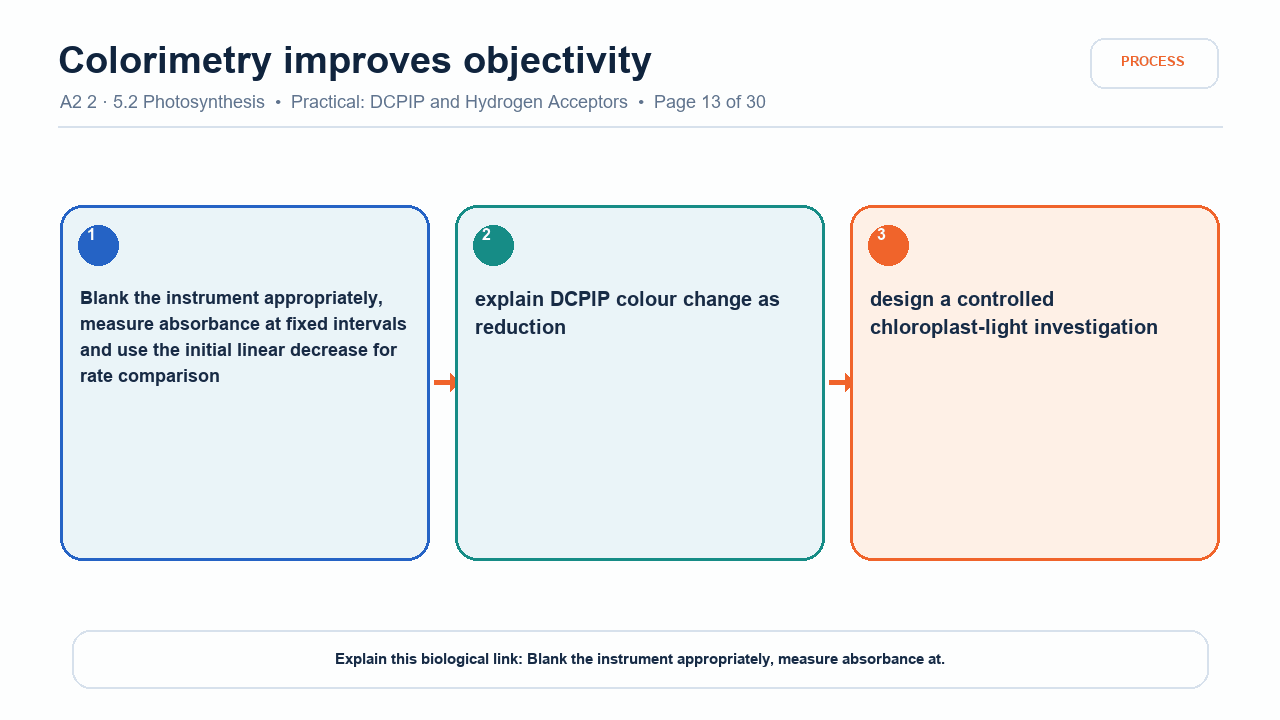 Colorimetry improves objectivity
PROCESS
A2 2 · 5.2 Photosynthesis • Practical: DCPIP and Hydrogen Acceptors • Page 13 of 30
1
Blank the instrument appropriately,
measure absorbance at fixed intervals
and use the initial linear decrease for
rate comparison
2
explain DCPIP colour change as
reduction
3
design a controlled
chloroplast-light investigation
Explain this biological link: Blank the instrument appropriately, measure absorbance at.